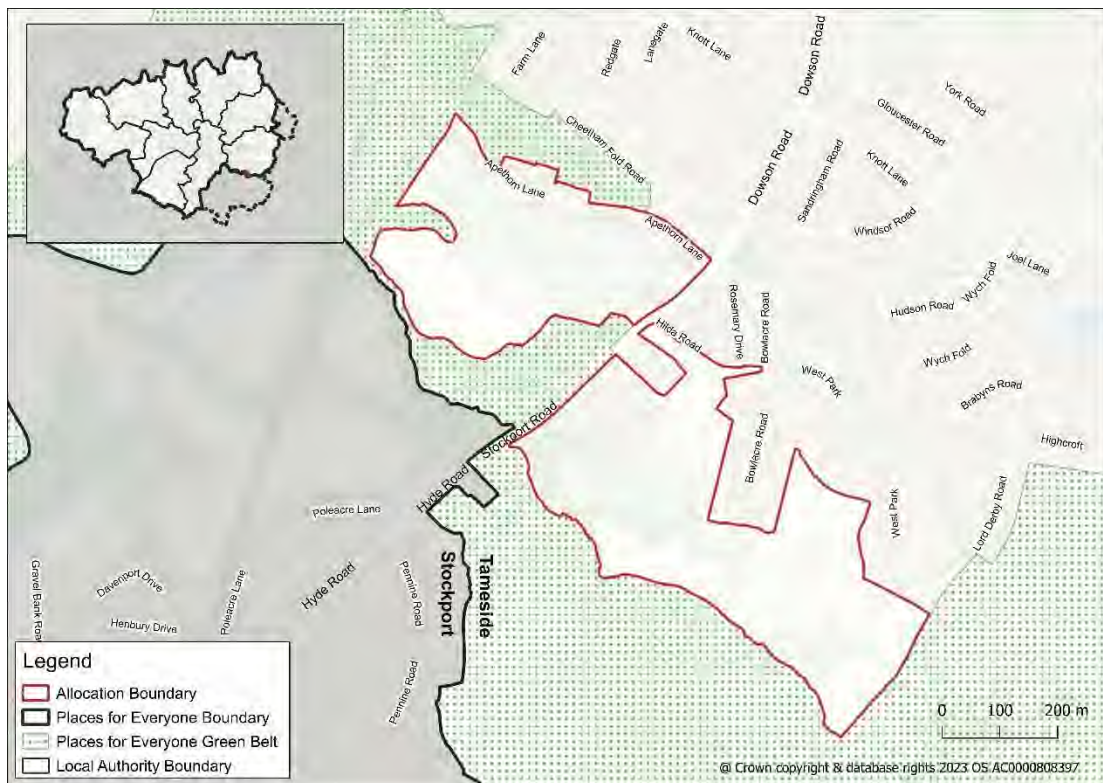 Farm Lane
Redgate
Lanegate
Knott Lane
Dowson Road
York Road
Gloucester Road
Cheetham Fold Road
Apethorn Lane
Dowson Road
Sandringham Road
Knott Lane
Windsor Road
Apethorn Lane
Joel Lane
Wych Fold
Hudson Road
Rosemary Drive
Bowlacre Road
Hilda Road
Wych Fold
West Park
Brabyns Road
Stockport Road
Bowlacre Road
Highcroft
Hyde Road
Poleacre Lane
West Park
Lord Derby Road
Stockport
Tameside
Gravel Bank Road
Davenport Drive
Poleacre Lane
Hyde Road
Pennine Road
Henbury Drive
Pennine Road
Legend
Allocation Boundary
Places for Everyone Boundary
Places for Everyone Green Belt
Local Authority Boundary
0 100 200 m
@ Crown copyright & database rights 2023 OS AC0000808397